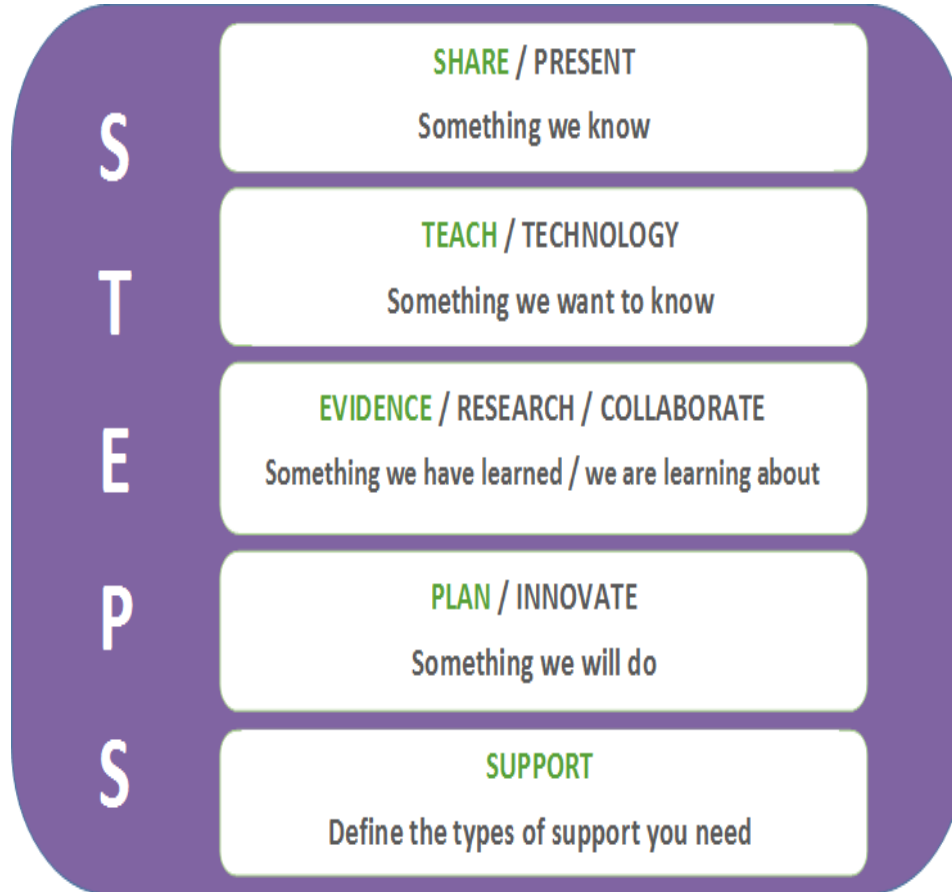 S
SHARE / PRESENT
Something we know
T
TEACH / TECHNOLOGY
Something we want to know
E
EVIDENCE / RESEARCH / COLLABORATE
Something we have learned / we are learning about
P
PLAN / INNOVATE
Something we will do
S
SUPPORT
Define the types of support you need